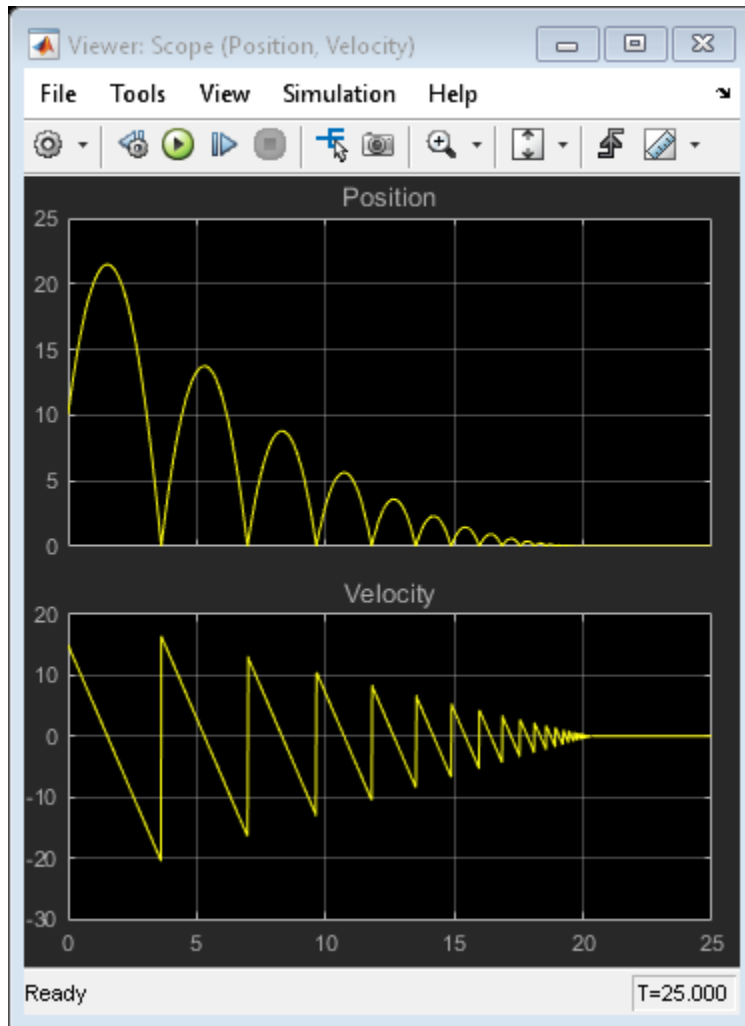 Viewer: Scope (Position, Velocity)
File Tools View Simulation Help
Position
25
20
15
10
5
0
Velocity
20
10
0
-10
-20
-30
0 5 10 15 20 25
Ready T=25.000